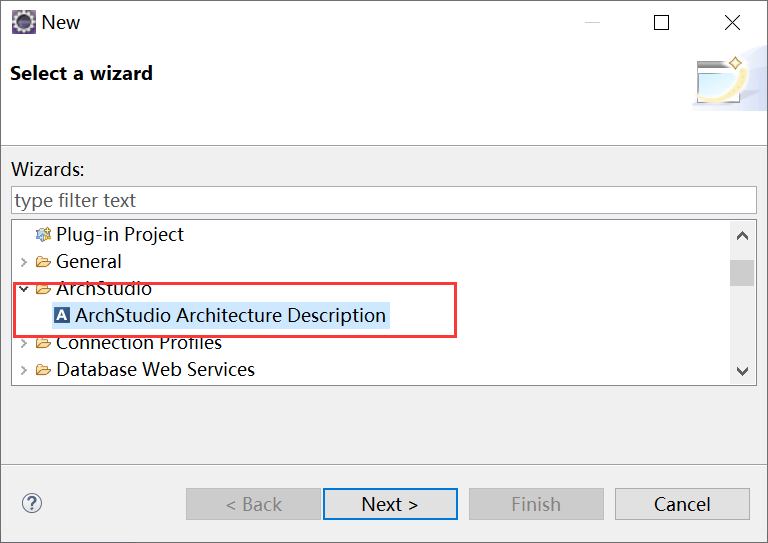 New
Select a wizard
Wizards:
type filter text
Plug-in Project
General
ArchStudio
A ArchStudio Architecture Description
Connection Profiles
Database Web Services
?
< Back
Next >
Finish
Cancel